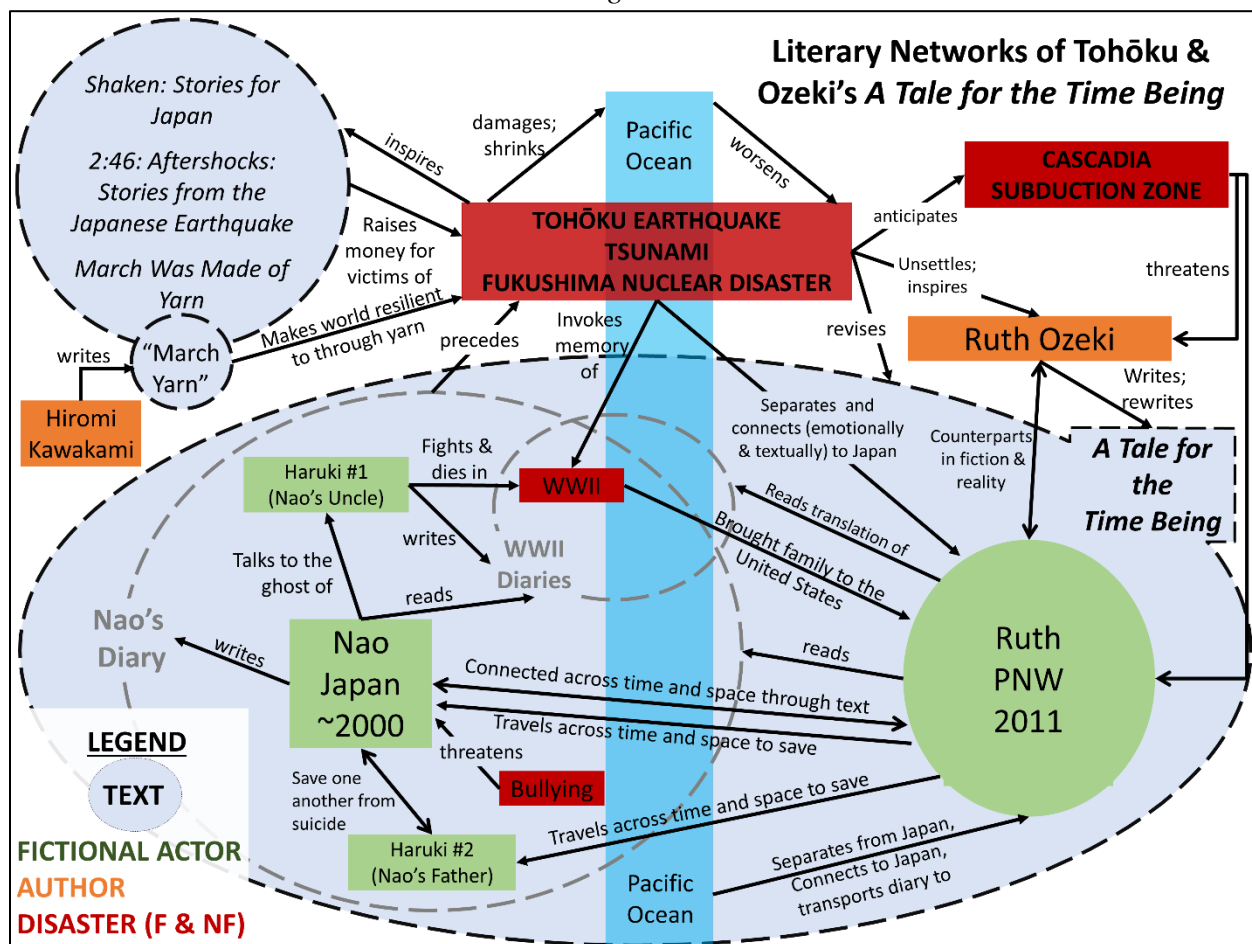 Literary Networks of Tohōku &
Ozeki's A Tale for the Time Being
Shaken: Stories for
Japan
2:46: Aftershocks:
Stories from the
Japanese Earthquake
March Was Made of
Yarn
"March
Yarn"
writes
Hiromi
Kawakami
inspires
Raises
money for
victims of
Makes world resilient
to through yarn
damages;
shrinks
Pacific
Ocean
worsens
TOHŌKU EARTHQUAKE
TSUNAMI
FUKUSHIMA NUCLEAR DISASTER
anticipates
CASCADIA
SUBDUCTION ZONE
threatens
Unsettles;
inspires
revises
Ruth Ozeki
Writes;
rewrites
Counterparts
in fiction &
reality
A Tale for
the
Time Being
precedes
Invokes
memory
of
Separates and
connects (emotionally
& textually) to Japan
Haruki #1
(Nao's Uncle)
Fights &
dies in
WWII
writes
WWII
Diaries
Reads translation of
Brought family to the
United States
Talks to the
ghost of
reads
Nao's
Diary
writes
Nao
Japan
~2000
reads
Ruth
PNW
2011
Connected across time and space through text
Travels across time and space to save
threatens
Bullying
Save one
another from
suicide
Haruki #2
(Nao's Father)
Travels across time and space to save
Separates from Japan,
Connects to Japan,
transports diary to
Pacific
Ocean
LEGEND
TEXT
FICTIONAL ACTOR
AUTHOR
DISASTER (F & NF)